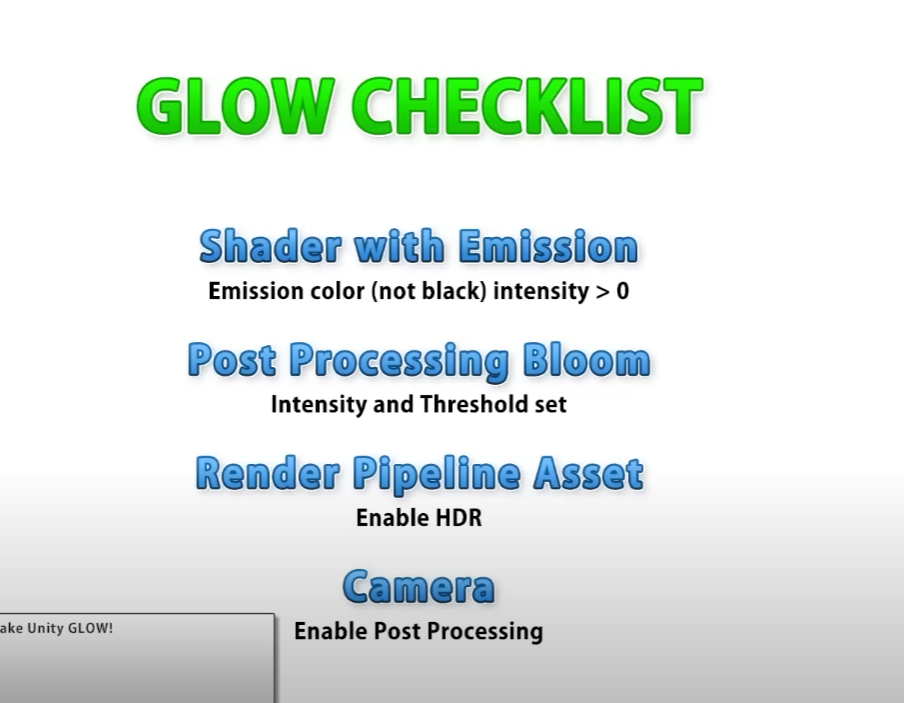 GLOW CHECKLIST
Shader with Emission
Emission color (not black) intensity > 0
Post Processing Bloom
Intensity and Threshold set
Render Pipeline Asset
Enable HDR
Camera
Enable Post Processing
ake Unity GLOW!